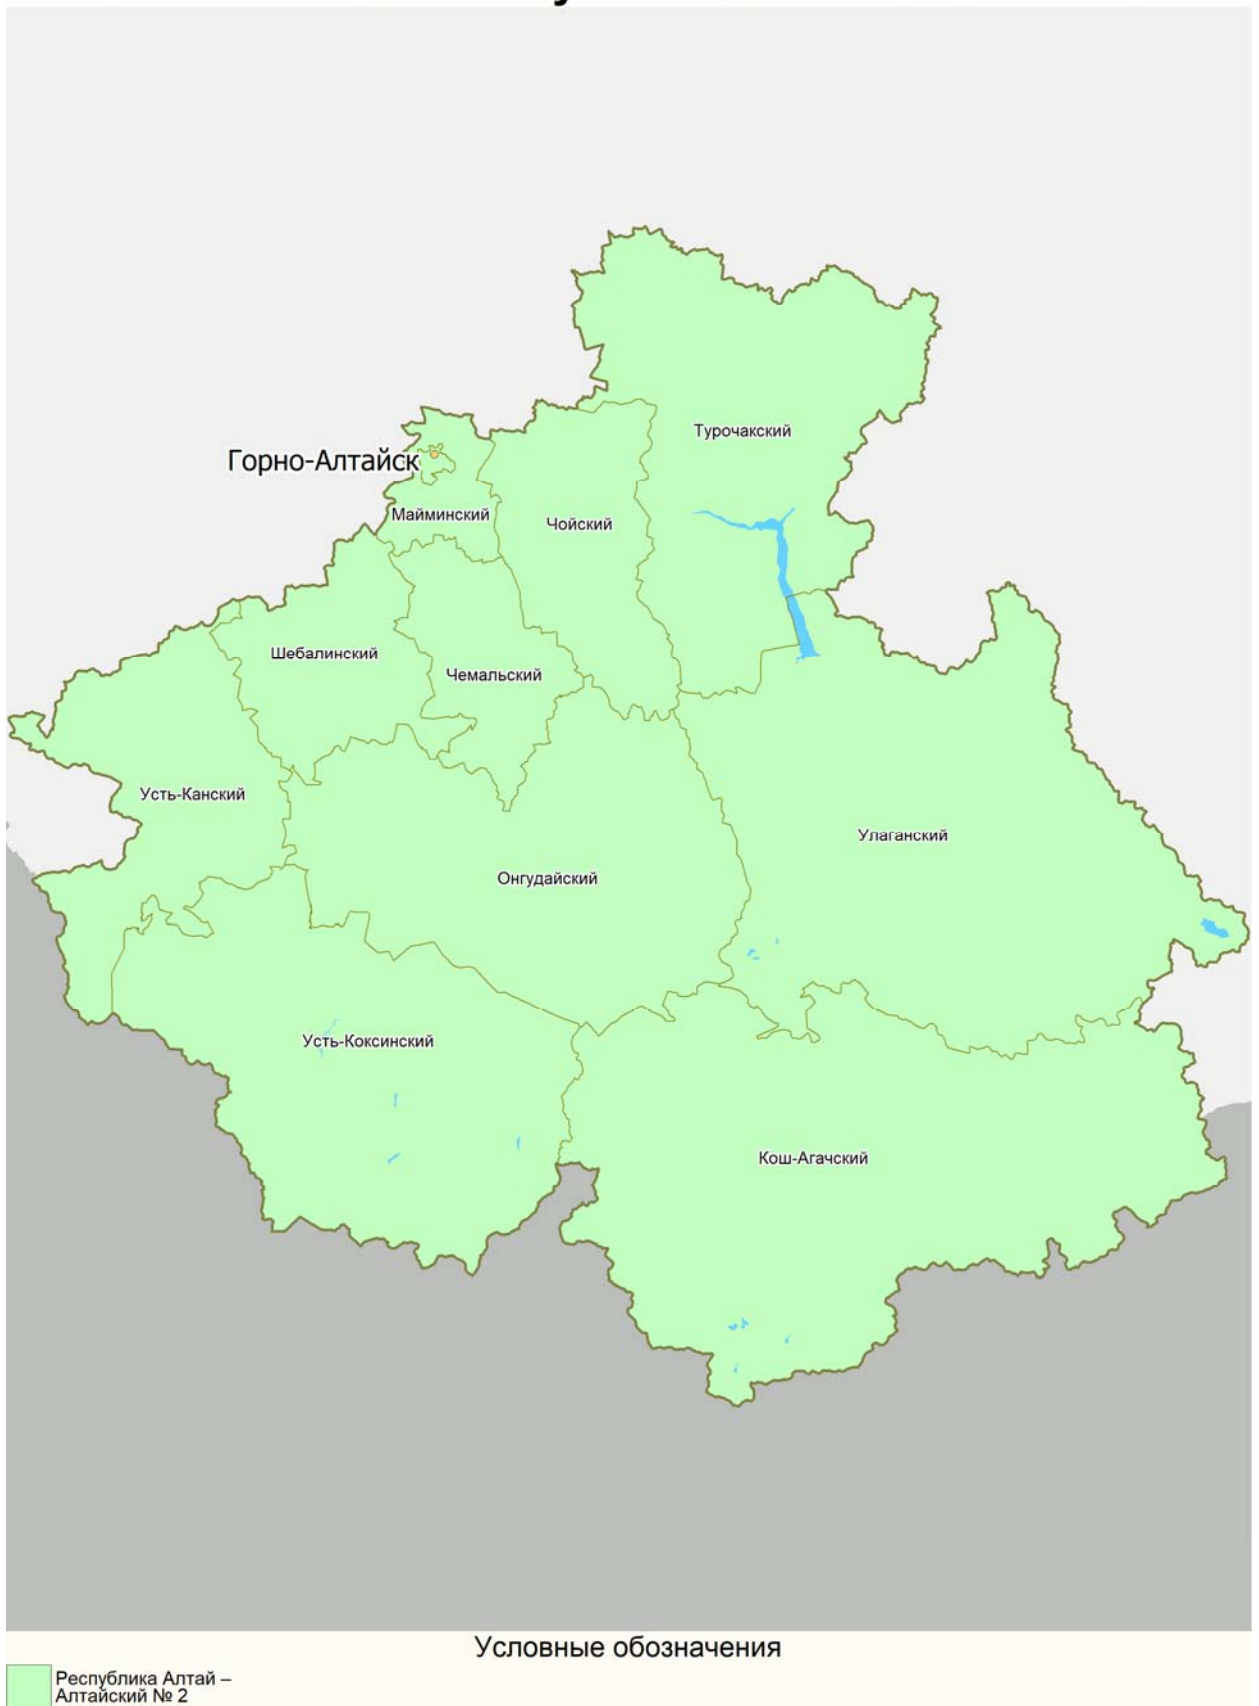 Турочакский
Горно-Алтайск
Майминский
Чойский
Шебалинский
Чемальский
Усть-Канский
Улаганский
Онгудайский
Усть-Коксинский
Кош-Агачский
Условные обозначения
Республика Алтай –
Алтайский № 2